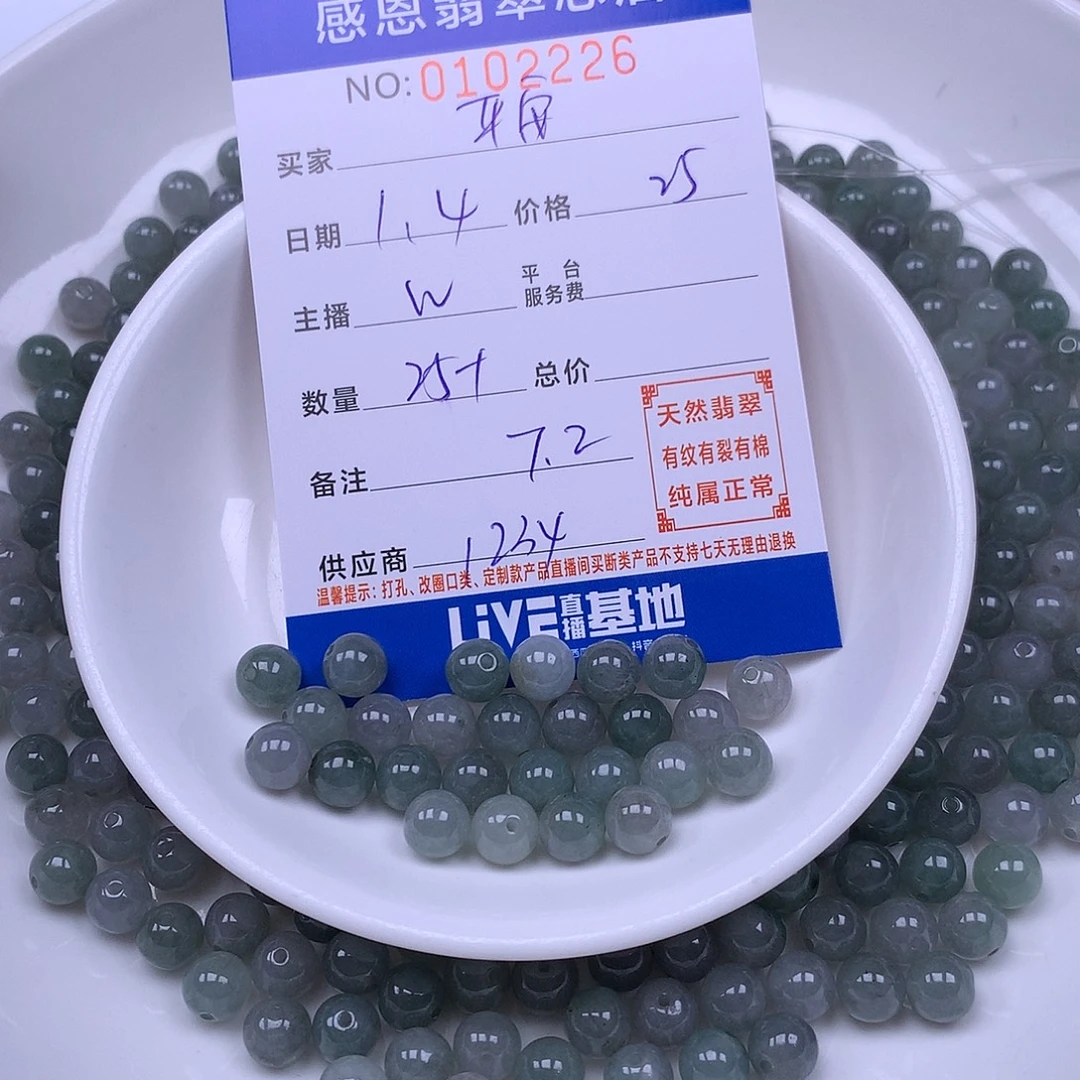 感恩翡翠
NO:0102226
买家
日期 1.4 价格 25
主播 W 平台服务费
数量 25十 总价
备注 7.2
供应商 1234
天然翡翠
有纹有裂有棉
纯属正常
温馨提示：打孔、改圈口类、定制款产品直播间买断类产品不支持七天无理由退换
LiVE直播基地